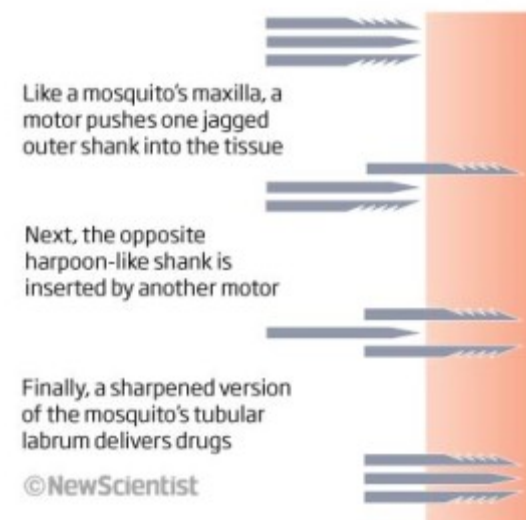 Like a mosquito's maxilla, a
motor pushes one jagged
outer shank into the tissue
Next, the opposite
harpoon-like shank is
inserted by another motor
Finally, a sharpened version
of the mosquito's tubular
labrum delivers drugs
©NewScientist